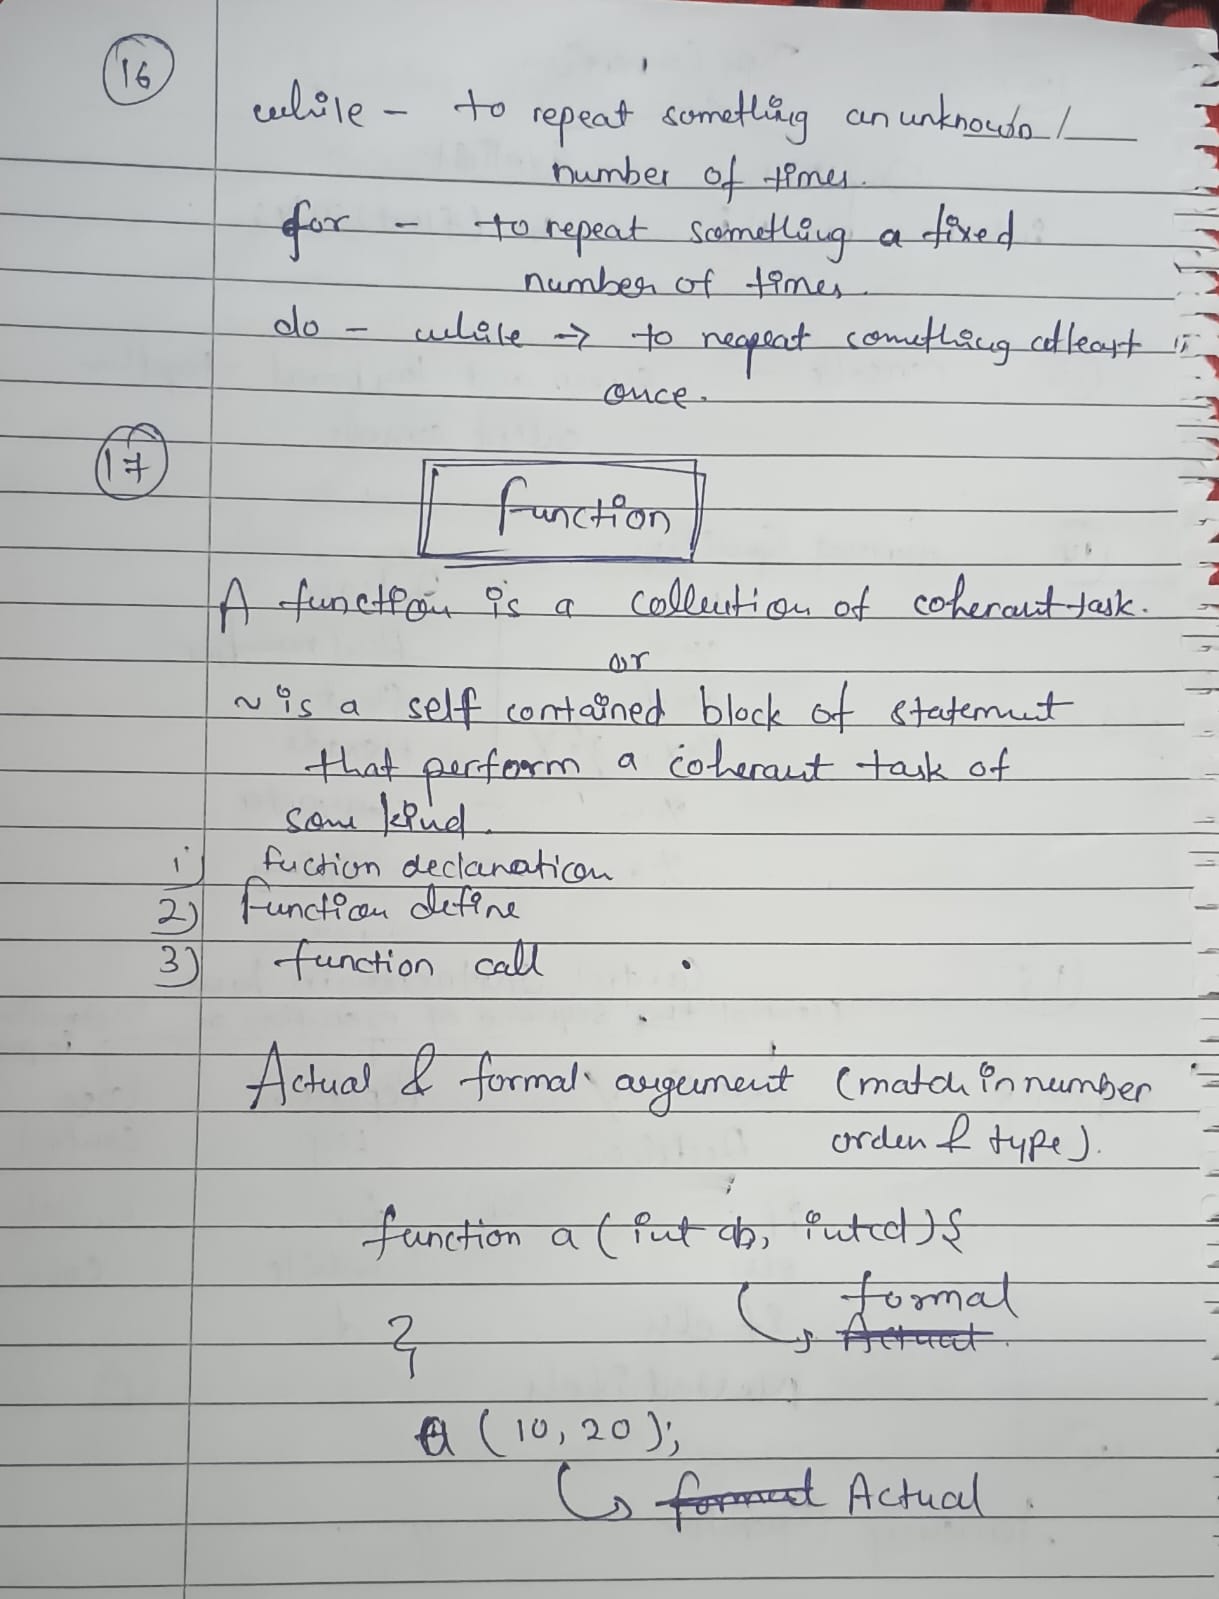 16
while - to repeat something an unknown /
number of times.
for - to repeat something a fixed
number of times.
do - while → to reapeat something atleast
once.
17
function
A function is a collection of coherant task.
or
~ is a self contained block of statement
that perform a coherant task of
some kind.
1) fuction declaration
2) function define
3) function call
Actual & formal argument (match in number
order & type).
function a (int ab, int cd) {
formal
Actual.
}
a (10, 20);
formal Actual